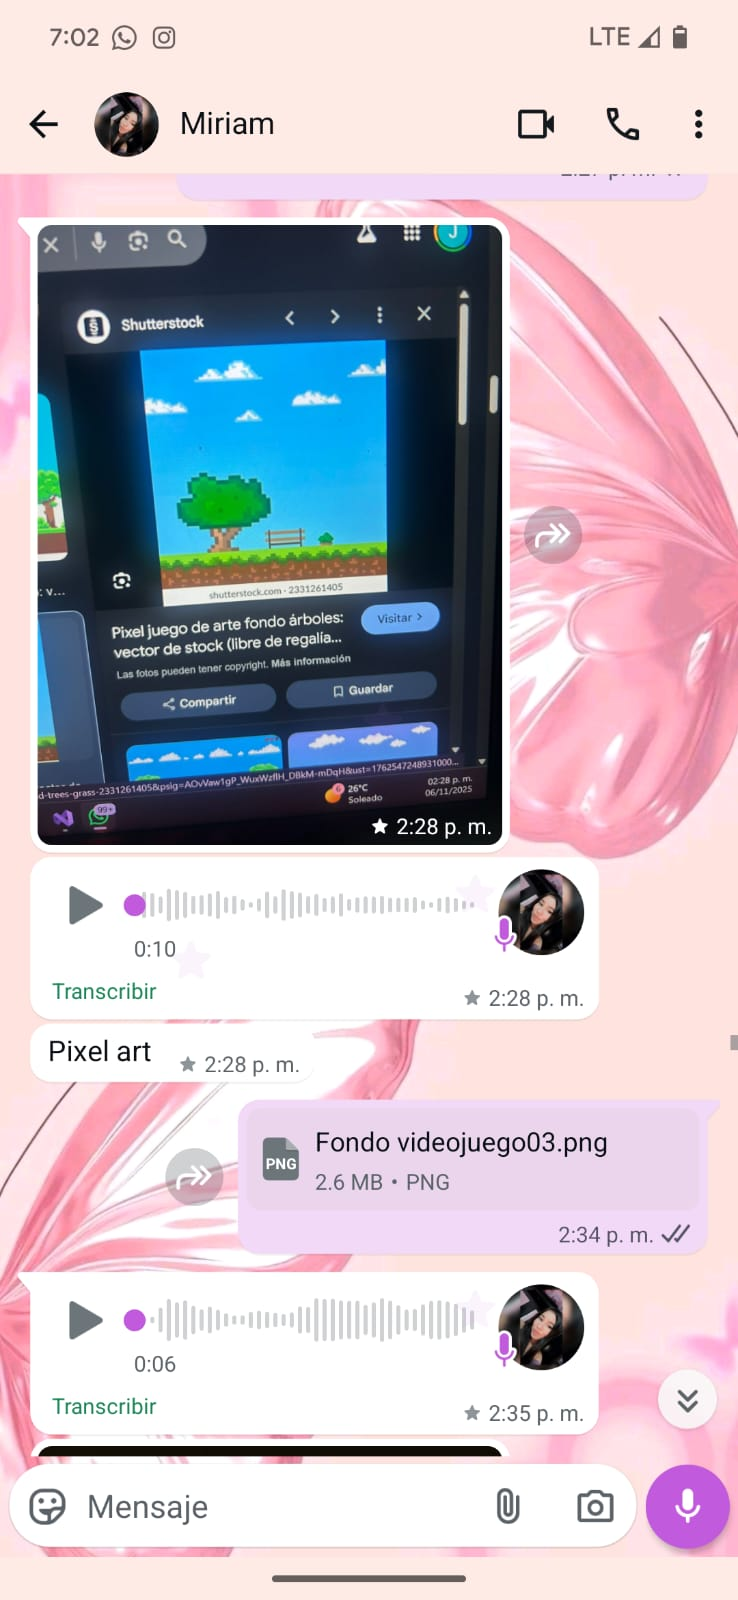 7:02
LTE
Miriam
J
Shutterstock
shutterstock.com · 2331261405
: v...
Pixel juego de arte fondo árboles:
vector de stock (libre de regalía...
Visitar >
Las fotos pueden tener copyright. Más información
Compartir
Guardar
26°C
Soleado
02:28 p. m.
06/11/2025
99+
2:28 p. m.
0:10
Transcribir
2:28 p. m.
Pixel art
2:28 p. m.
PNG
Fondo videojuego03.png
2.6 MB • PNG
2:34 p. m.
0:06
Transcribir
2:35 p. m.
Mensaje